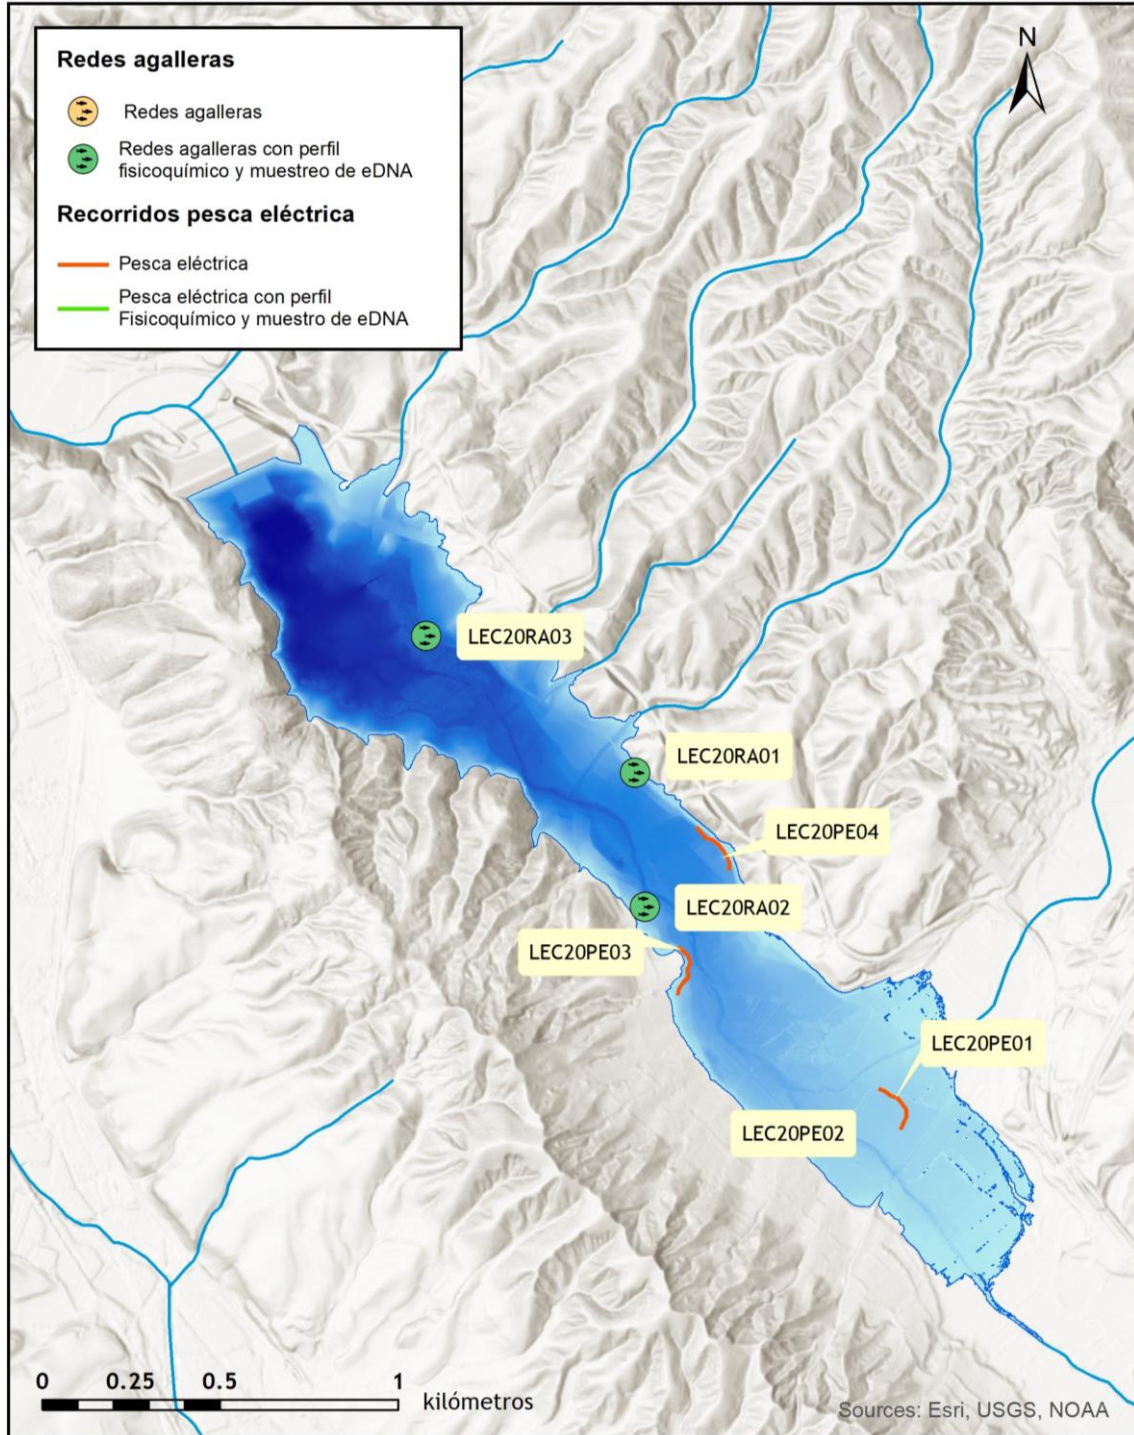 Redes agalleras
Redes agalleras
Redes agalleras con perfil
fisicoquímico y muestreo de eDNA
Recorridos pesca eléctrica
Pesca eléctrica
Pesca eléctrica con perfil
Fisicoquímico y muestro de eDNA
N
LEC20RA03
LEC20RA01
LEC20PE04
LEC20RA02
LEC20PE03
LEC20PE01
LEC20PE02
0 0.25 0.5 1
kilómetros
Sources: Esri, USGS, NOAA